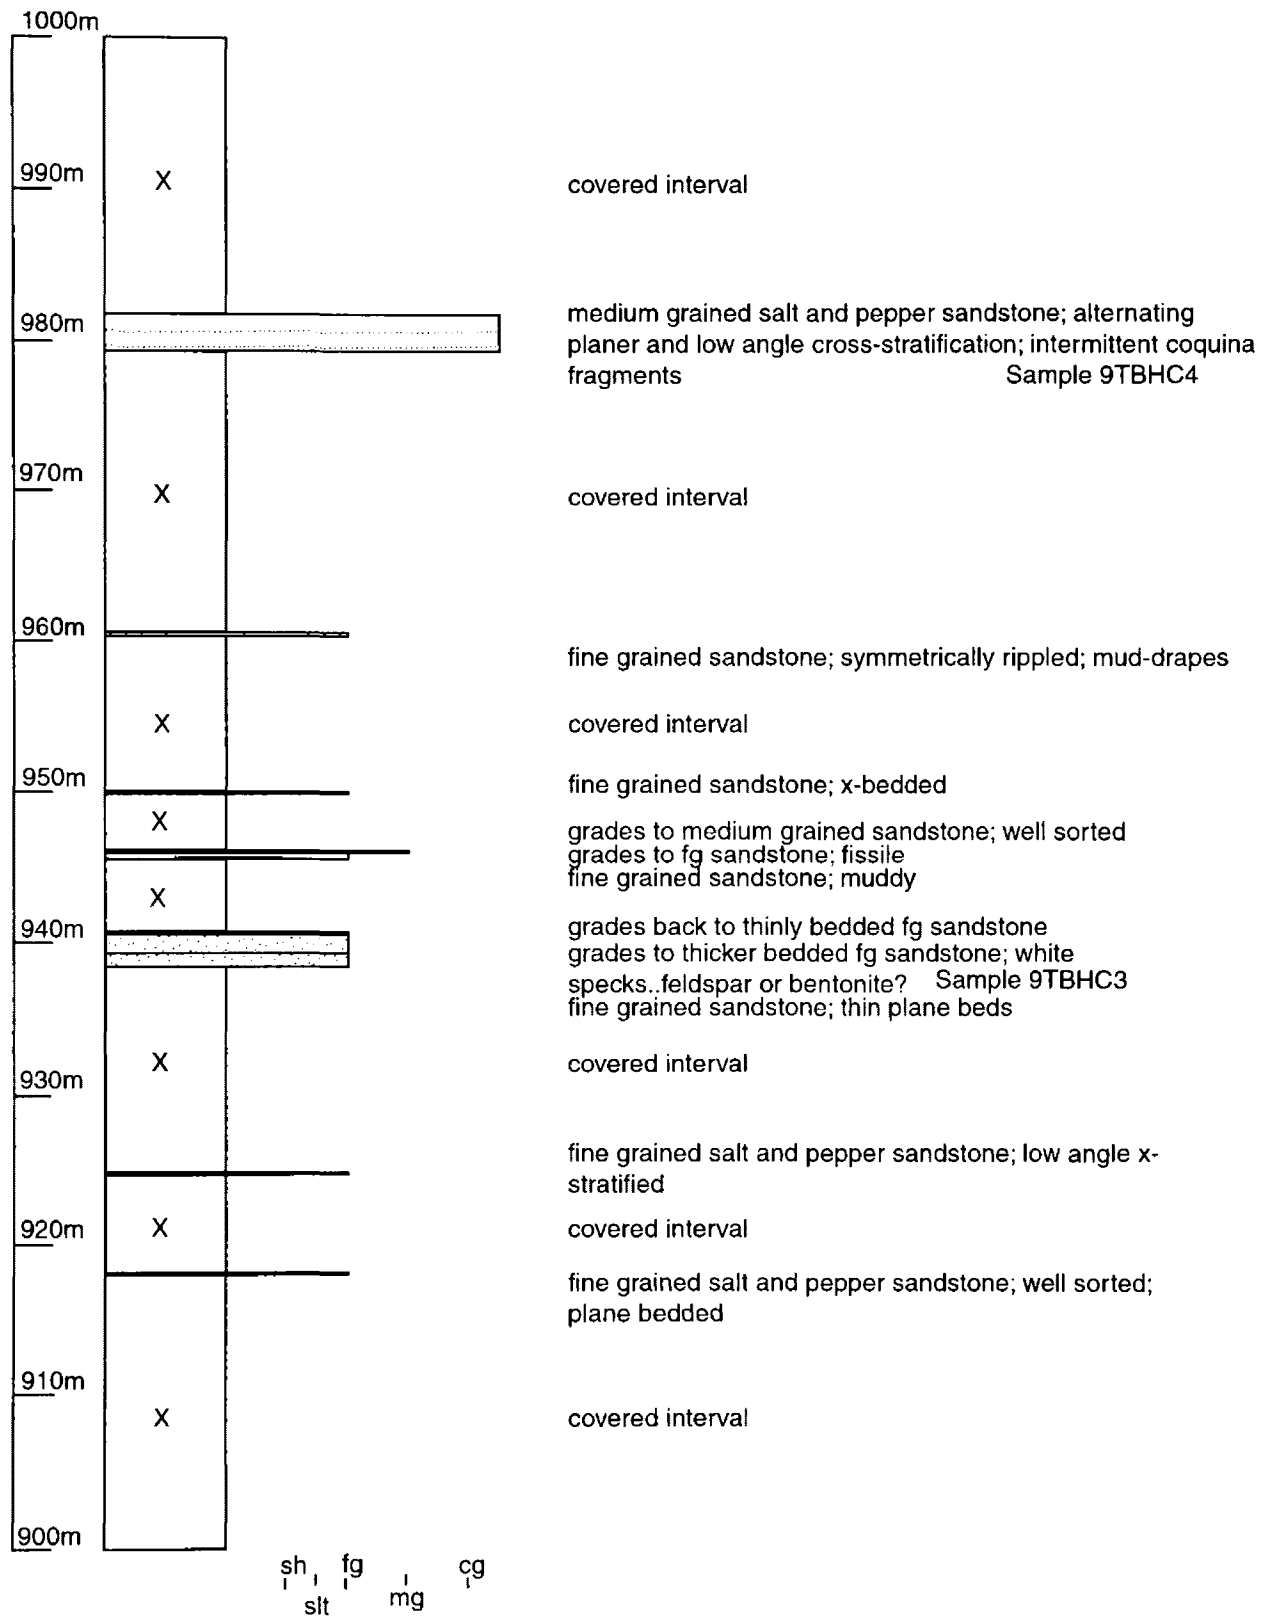 1000m
990m
X
covered interval
980m
medium grained salt and pepper sandstone; alternating
planer and low angle cross-stratification; intermittent coquina
fragments
Sample 9TBHC4
970m
X
covered interval
960m
fine grained sandstone; symmetrically rippled; mud-drapes
X
covered interval
950m
fine grained sandstone; x-bedded
X
grades to medium grained sandstone; well sorted
grades to fg sandstone; fissile
fine grained sandstone; muddy
X
940m
grades back to thinly bedded fg sandstone
grades to thicker bedded fg sandstone; white
specks..feldspar or bentonite? Sample 9TBHC3
fine grained sandstone; thin plane beds
X
covered interval
930m
fine grained salt and pepper sandstone; low angle x-
stratified
920m
X
covered interval
fine grained salt and pepper sandstone; well sorted;
plane bedded
910m
X
covered interval
900m
sh fg cg
slt mg